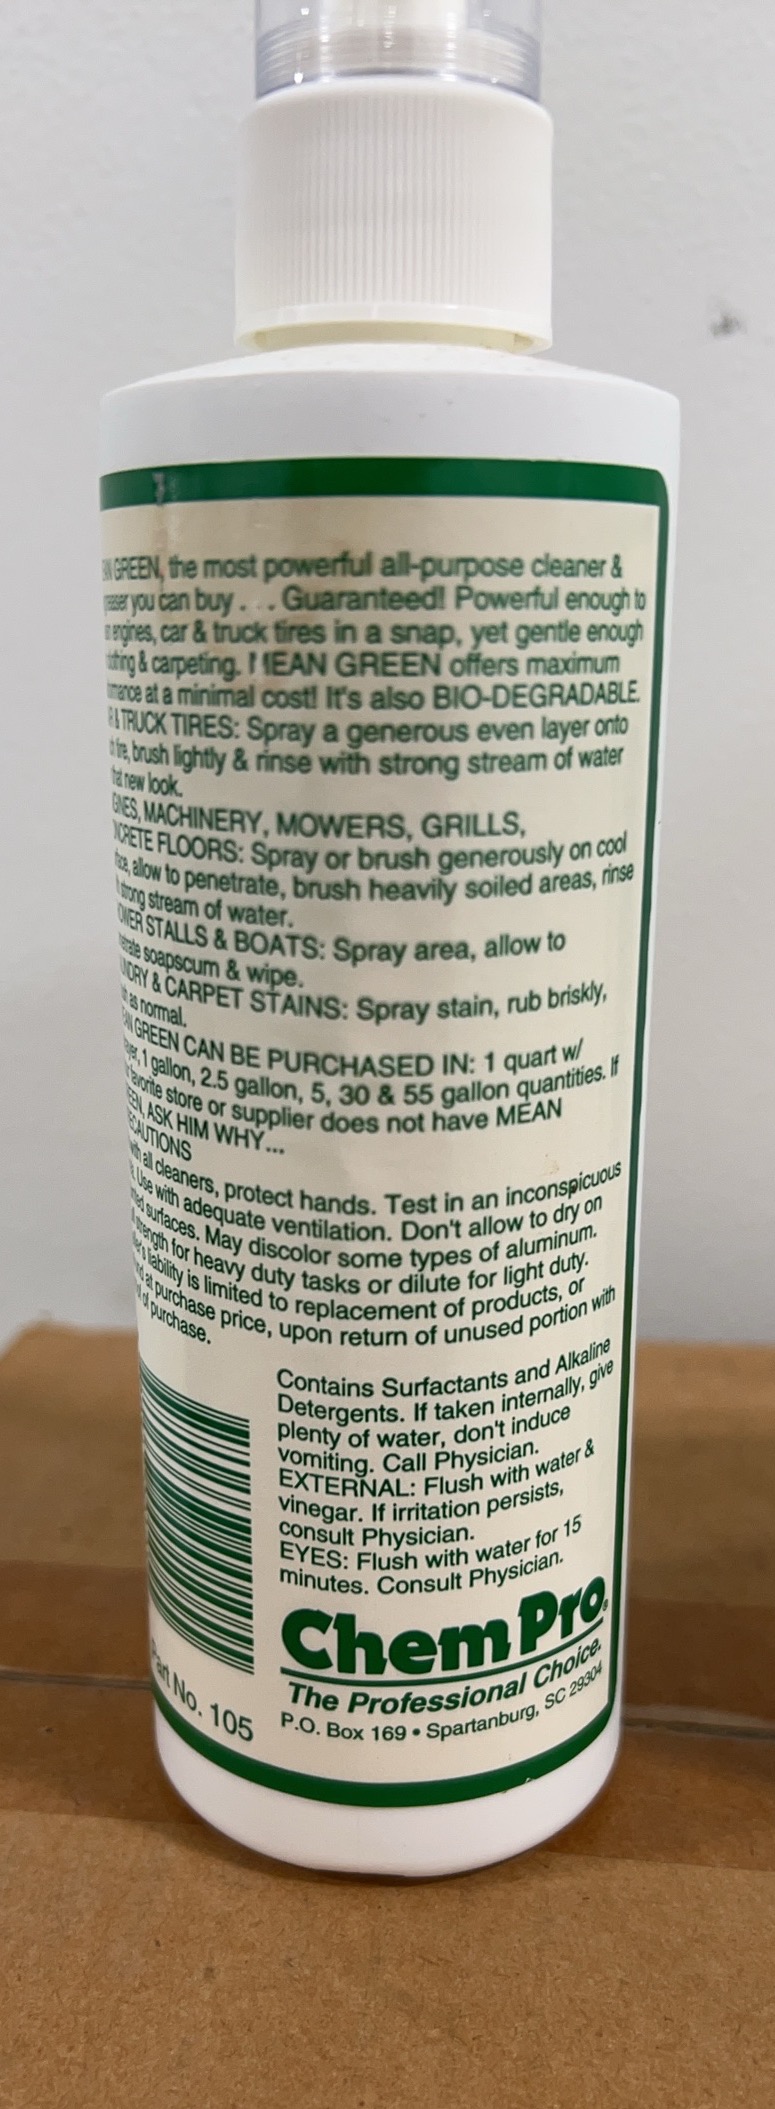 GREEN, the most powerful all-purpose cleaner &
you can buy . . . Guaranteed! Powerful enough to
engines, car & truck tires in a snap, yet gentle enough
& carpeting. MEAN GREEN offers maximum
at a minimal cost! It's also BIO-DEGRADABLE.
& TRUCK TIRES: Spray a generous even layer onto
tire, brush lightly & rinse with strong stream of water
new look.
MACHINERY, MOWERS, GRILLS,
FLOORS: Spray or brush generously on cool
allow to penetrate, brush heavily soiled areas, rinse
strong stream of water.
STALLS & BOATS: Spray area, allow to
soapscum & wipe.
& CARPET STAINS: Spray stain, rub briskly,
as normal.
GREEN CAN BE PURCHASED IN: 1 quart w/
1 gallon, 2.5 gallon, 5, 30 & 55 gallon quantities. If
favorite store or supplier does not have MEAN
ASK HIM WHY...
all cleaners, protect hands. Test in an inconspicuous
Use with adequate ventilation. Don't allow to dry on
surfaces. May discolor some types of aluminum.
for heavy duty tasks or dilute for light duty.
liability is limited to replacement of products, or
at purchase price, upon return of unused portion with
of purchase.
Contains Surfactants and Alkaline
Detergents. If taken internally, give
plenty of water, don't induce
vomiting. Call Physician.
EXTERNAL: Flush with water &
vinegar. If irritation persists,
consult Physician.
EYES: Flush with water for 15
minutes. Consult Physician.
Chem Pro®
The Professional Choice.
P.O. Box 169 • Spartanburg, SC 29304
Part No. 105